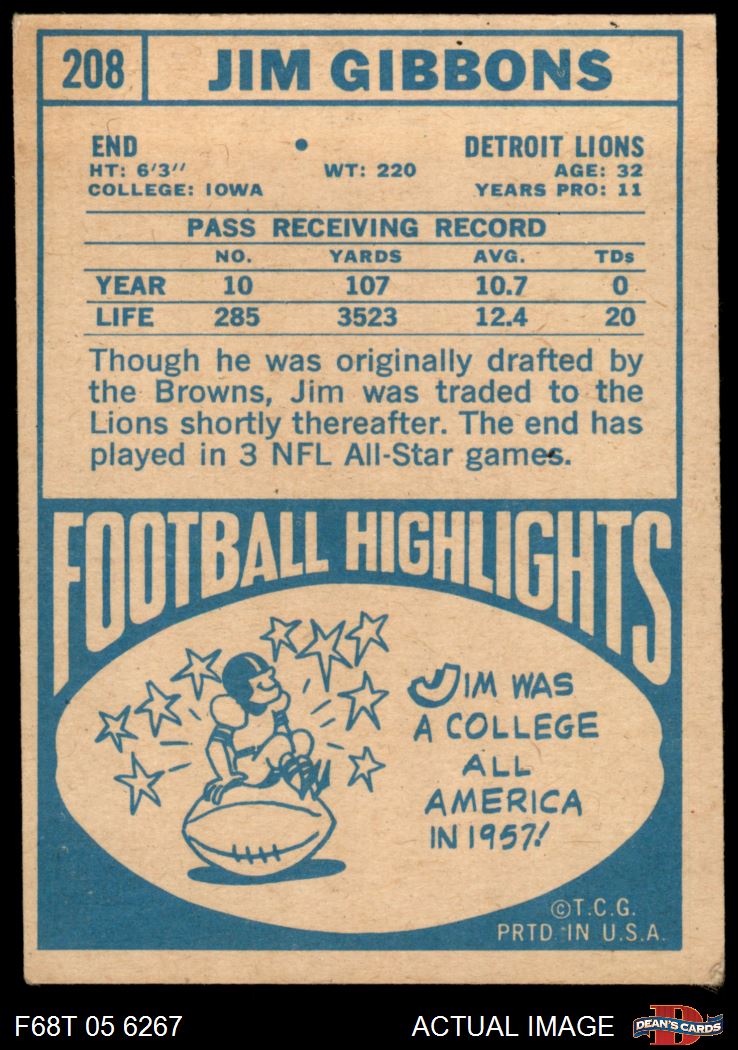 208 JIM GIBBONS
END • DETROIT LIONS
HT: 6'3" WT: 220 AGE: 32
COLLEGE: IOWA YEARS PRO: 11
PASS RECEIVING RECORD
NO. YARDS AVG. TDs
YEAR 10 107 10.7 0
LIFE 285 3523 12.4 20
Though he was originally drafted by
the Browns, Jim was traded to the
Lions shortly thereafter. The end has
played in 3 NFL All-Star games.
FOOTBALL HIGHLIGHTS
JIM WAS
A COLLEGE
ALL
AMERICA
IN 1957!
©T.C.G.
PRTD. IN U.S.A.
F68T 05 6267 ACTUAL IMAGE DEAN'S CARDS